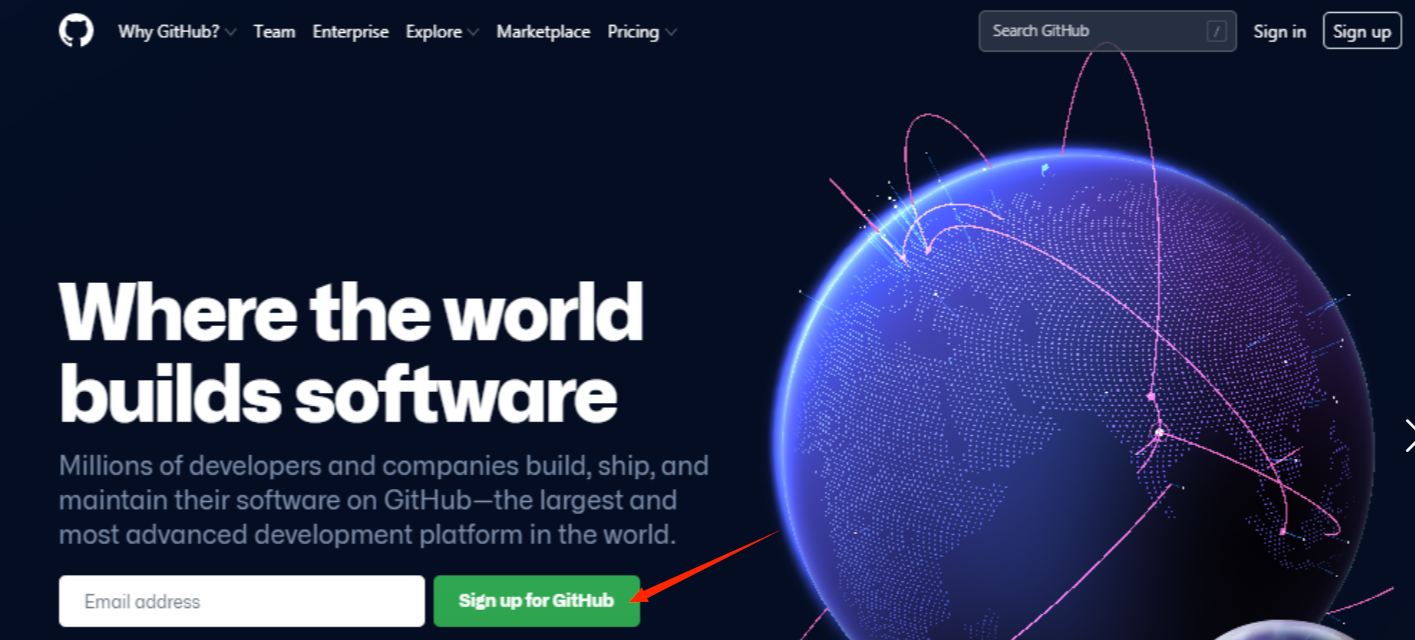 Why GitHub? Team Enterprise Explore Marketplace Pricing Search GitHub / Sign in Sign up
Where the world
builds software
Millions of developers and companies build, ship, and
maintain their software on GitHub—the largest and
most advanced development platform in the world.
Email address Sign up for GitHub